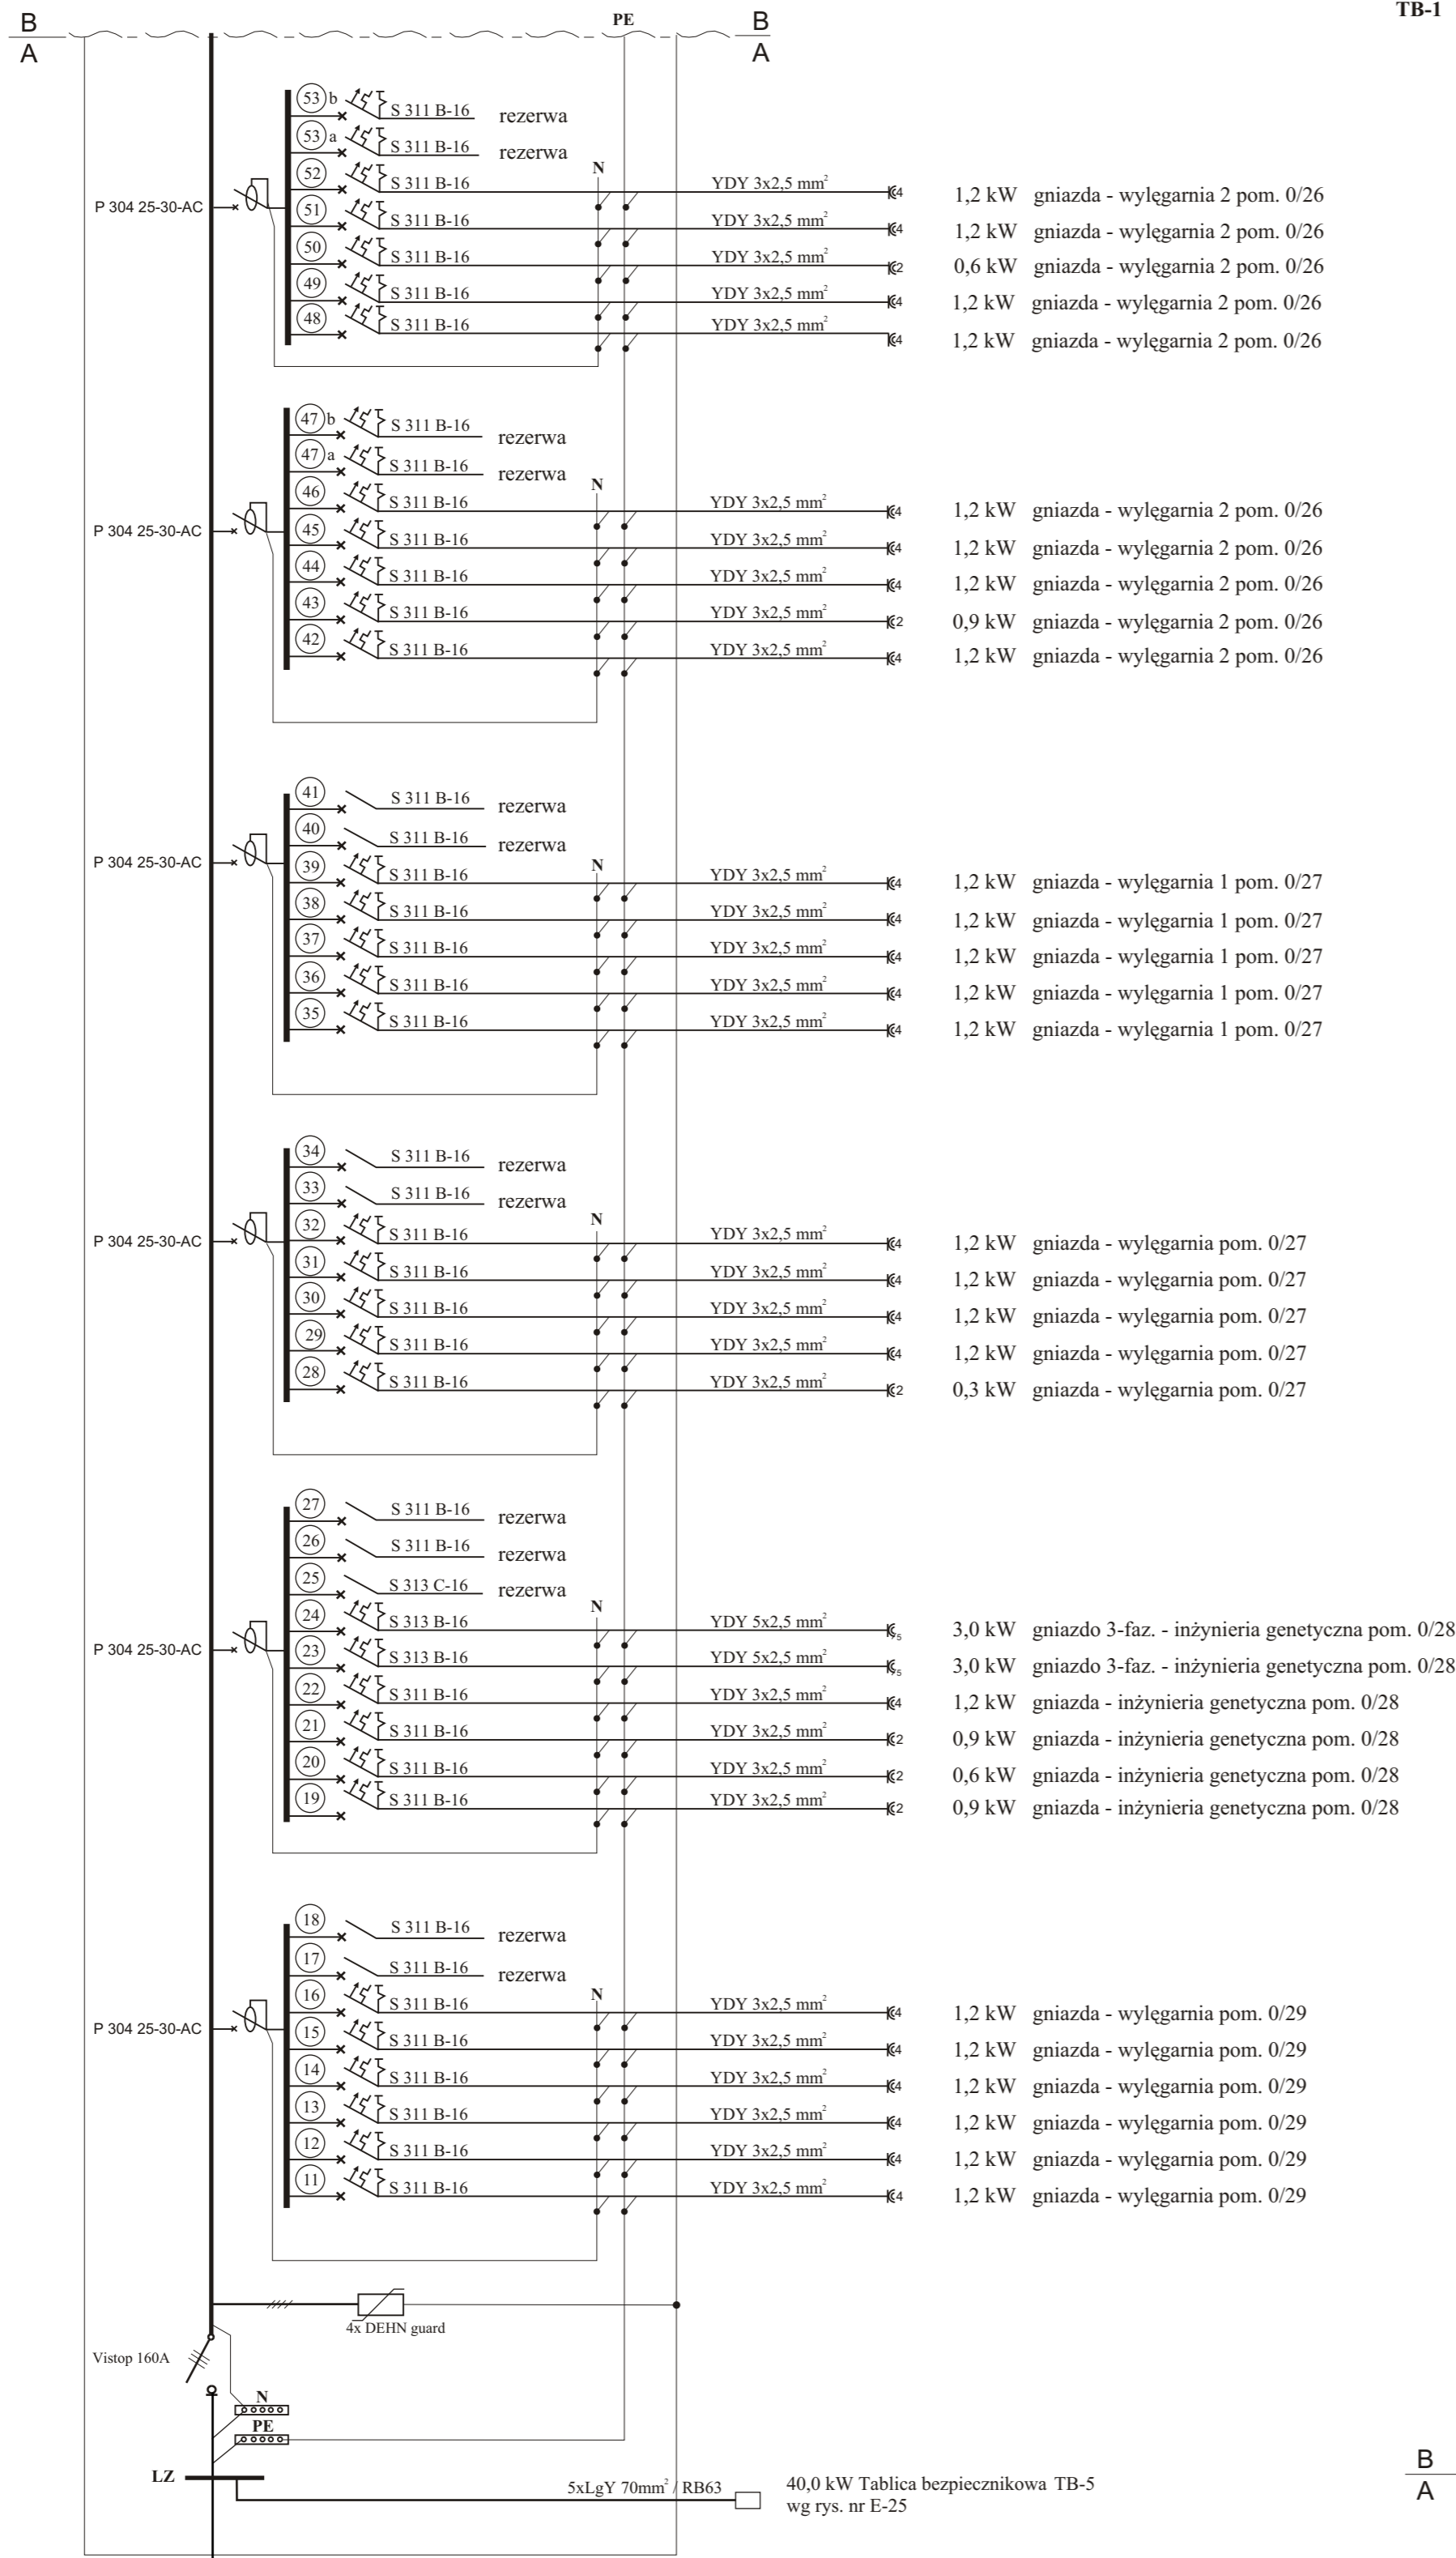 TB-1
B PE B
A A
53 b S 311 B-16 rezerwa
53 a S 311 B-16 rezerwa
N
52 S 311 B-16 YDY 3x2,5 mm² 4 1,2 kW gniazda - wylęgarnia 2 pom. 0/26
P 304 25-30-AC
51 S 311 B-16 YDY 3x2,5 mm² 4 1,2 kW gniazda - wylęgarnia 2 pom. 0/26
50 S 311 B-16 YDY 3x2,5 mm² 2 0,6 kW gniazda - wylęgarnia 2 pom. 0/26
49 S 311 B-16 YDY 3x2,5 mm² 4 1,2 kW gniazda - wylęgarnia 2 pom. 0/26
48 S 311 B-16 YDY 3x2,5 mm² 4 1,2 kW gniazda - wylęgarnia 2 pom. 0/26
47 b S 311 B-16 rezerwa
47 a S 311 B-16 rezerwa
N
46 S 311 B-16 YDY 3x2,5 mm² 4 1,2 kW gniazda - wylęgarnia 2 pom. 0/26
P 304 25-30-AC
45 S 311 B-16 YDY 3x2,5 mm² 4 1,2 kW gniazda - wylęgarnia 2 pom. 0/26
44 S 311 B-16 YDY 3x2,5 mm² 4 1,2 kW gniazda - wylęgarnia 2 pom. 0/26
43 S 311 B-16 YDY 3x2,5 mm² 2 0,9 kW gniazda - wylęgarnia 2 pom. 0/26
42 S 311 B-16 YDY 3x2,5 mm² 4 1,2 kW gniazda - wylęgarnia 2 pom. 0/26
41 S 311 B-16 rezerwa
40 S 311 B-16 rezerwa
P 304 25-30-AC
N
39 S 311 B-16 YDY 3x2,5 mm² 4 1,2 kW gniazda - wylęgarnia 1 pom. 0/27
38 S 311 B-16 YDY 3x2,5 mm² 4 1,2 kW gniazda - wylęgarnia 1 pom. 0/27
37 S 311 B-16 YDY 3x2,5 mm² 4 1,2 kW gniazda - wylęgarnia 1 pom. 0/27
36 S 311 B-16 YDY 3x2,5 mm² 4 1,2 kW gniazda - wylęgarnia 1 pom. 0/27
35 S 311 B-16 YDY 3x2,5 mm² 4 1,2 kW gniazda - wylęgarnia 1 pom. 0/27
34 S 311 B-16 rezerwa
33 S 311 B-16 rezerwa
N
32 S 311 B-16 YDY 3x2,5 mm² 4 1,2 kW gniazda - wylęgarnia pom. 0/27
P 304 25-30-AC
31 S 311 B-16 YDY 3x2,5 mm² 4 1,2 kW gniazda - wylęgarnia pom. 0/27
30 S 311 B-16 YDY 3x2,5 mm² 4 1,2 kW gniazda - wylęgarnia pom. 0/27
29 S 311 B-16 YDY 3x2,5 mm² 4 1,2 kW gniazda - wylęgarnia pom. 0/27
28 S 311 B-16 YDY 3x2,5 mm² 2 0,3 kW gniazda - wylęgarnia pom. 0/27
27 S 311 B-16 rezerwa
26 S 311 B-16 rezerwa
25 S 313 C-16 rezerwa
N
24 S 313 B-16 YDY 5x2,5 mm² 5 3,0 kW gniazdo 3-faz. - inżynieria genetyczna pom. 0/28
P 304 25-30-AC
23 S 313 B-16 YDY 5x2,5 mm² 5 3,0 kW gniazdo 3-faz. - inżynieria genetyczna pom. 0/28
22 S 311 B-16 YDY 3x2,5 mm² 4 1,2 kW gniazda - inżynieria genetyczna pom. 0/28
21 S 311 B-16 YDY 3x2,5 mm² 2 0,9 kW gniazda - inżynieria genetyczna pom. 0/28
20 S 311 B-16 YDY 3x2,5 mm² 2 0,6 kW gniazda - inżynieria genetyczna pom. 0/28
19 S 311 B-16 YDY 3x2,5 mm² 2 0,9 kW gniazda - inżynieria genetyczna pom. 0/28
18 S 311 B-16 rezerwa
17 S 311 B-16 rezerwa
N
16 S 311 B-16 YDY 3x2,5 mm² 4 1,2 kW gniazda - wylęgarnia pom. 0/29
P 304 25-30-AC
15 S 311 B-16 YDY 3x2,5 mm² 4 1,2 kW gniazda - wylęgarnia pom. 0/29
14 S 311 B-16 YDY 3x2,5 mm² 4 1,2 kW gniazda - wylęgarnia pom. 0/29
13 S 311 B-16 YDY 3x2,5 mm² 4 1,2 kW gniazda - wylęgarnia pom. 0/29
12 S 311 B-16 YDY 3x2,5 mm² 4 1,2 kW gniazda - wylęgarnia pom. 0/29
11 S 311 B-16 YDY 3x2,5 mm² 4 1,2 kW gniazda - wylęgarnia pom. 0/29
4x DEHN guard
Vistop 160A
N
PE
LZ
5xLgY 70mm² / RB63 40,0 kW Tablica bezpiecznikowa TB-5
wg rys. nr E-25
B
A